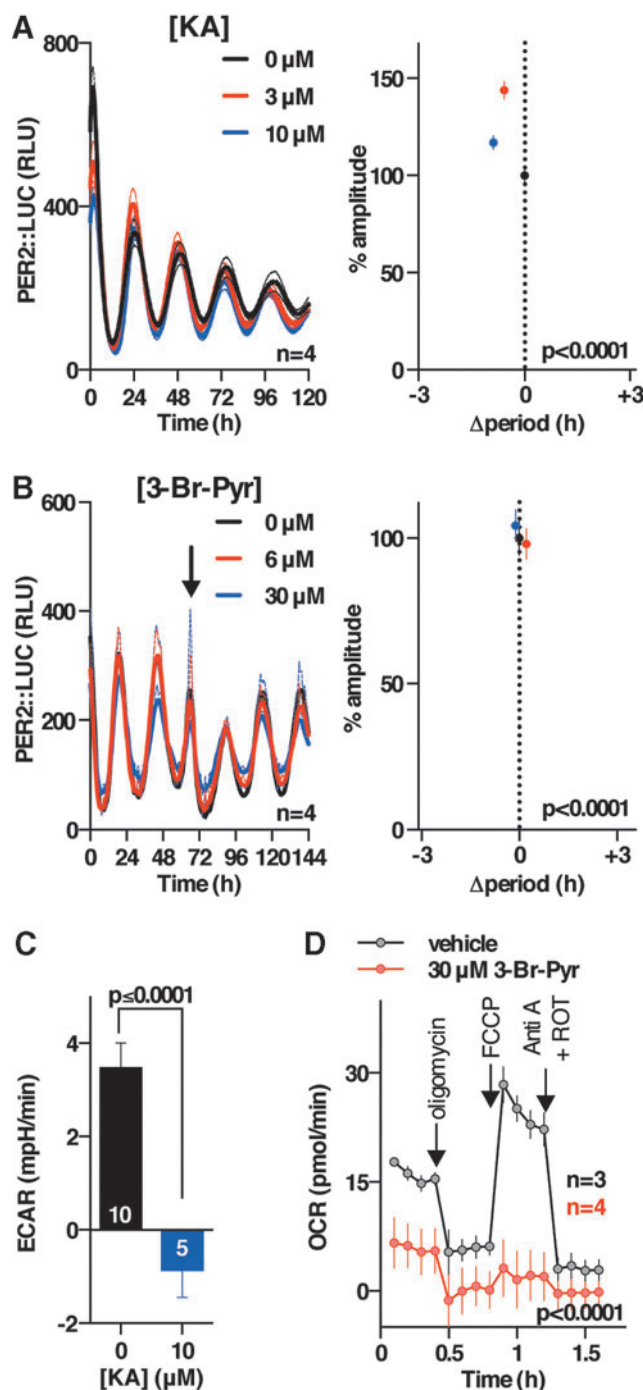 A
[KA]
0 µM
3 µM
10 µM
PER2::LUC (RLU)
800
400
0
0 24 48 72 96 120
Time (h)
n=4
% amplitude
150
100
50
0
p<0.0001
-3 0 +3
Δperiod (h)
B
[3-Br-Pyr]
0 µM
6 µM
30 µM
PER2::LUC (RLU)
600
400
200
0
0 24 48 72 96 120 144
Time (h)
n=4
% amplitude
100
50
0
p<0.0001
-3 0 +3
Δperiod (h)
C
p≤0.0001
ECAR (mpH/min)
4
2
0
-2
10
5
0 10
[KA] (µM)
D
vehicle
30 µM 3-Br-Pyr
oligomycin
FCCP
Anti A
+ ROT
OCR (pmol/min)
30
15
0
n=3
n=4
p<0.0001
0 0.5 1 1.5
Time (h)